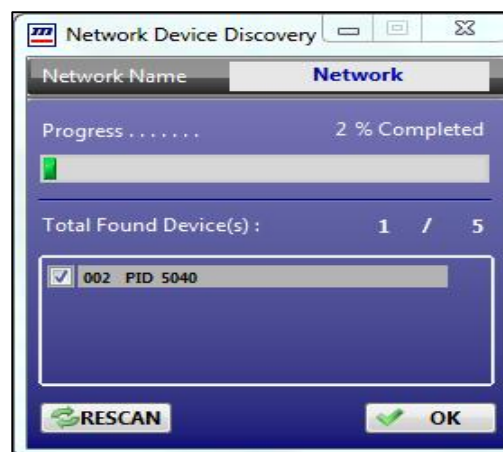 Network Device Discovery
Network Name Network
Progress . . . . . . . 2 % Completed
Total Found Device(s) : 1 / 5
002 PID 5040
RESCAN OK